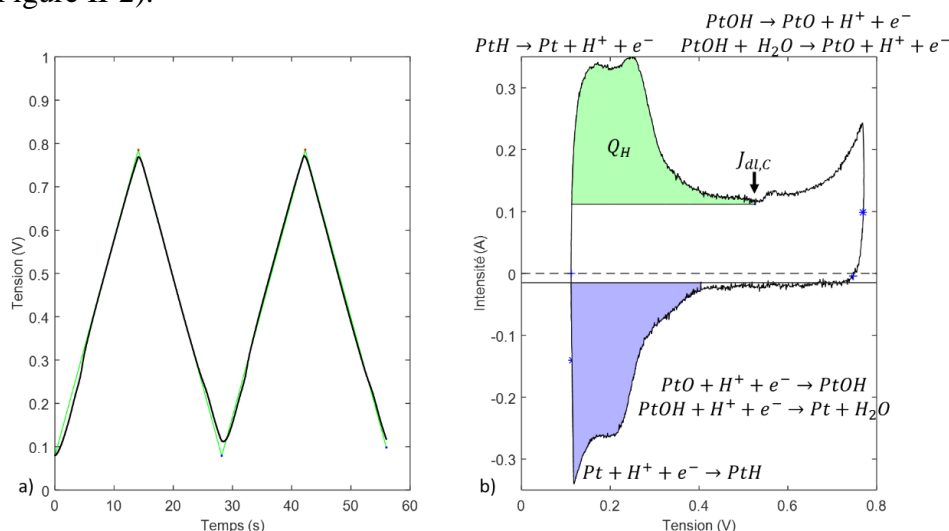 Figure II-2).
PtOH → PtO + H⁺ + e⁻
PtH → Pt + H⁺ + e⁻
PtOH + H₂O → PtO + H⁺ + e⁻
1
0.9
0.8
0.7
0.6
0.5
0.4
0.3
0.2
0.1
0
Tension (V)
0 10 20 30 40 50 60
Temps (s)
a)
0.3
0.2
0.1
0
-0.1
-0.2
-0.3
Intensité (A)
Q_H
J_{dl,C}
PtO + H⁺ + e⁻ → PtOH
PtOH + H⁺ + e⁻ → Pt + H₂O
Pt + H⁺ + e⁻ → PtH
0 0.2 0.4 0.6 0.8
Tension (V)
b)